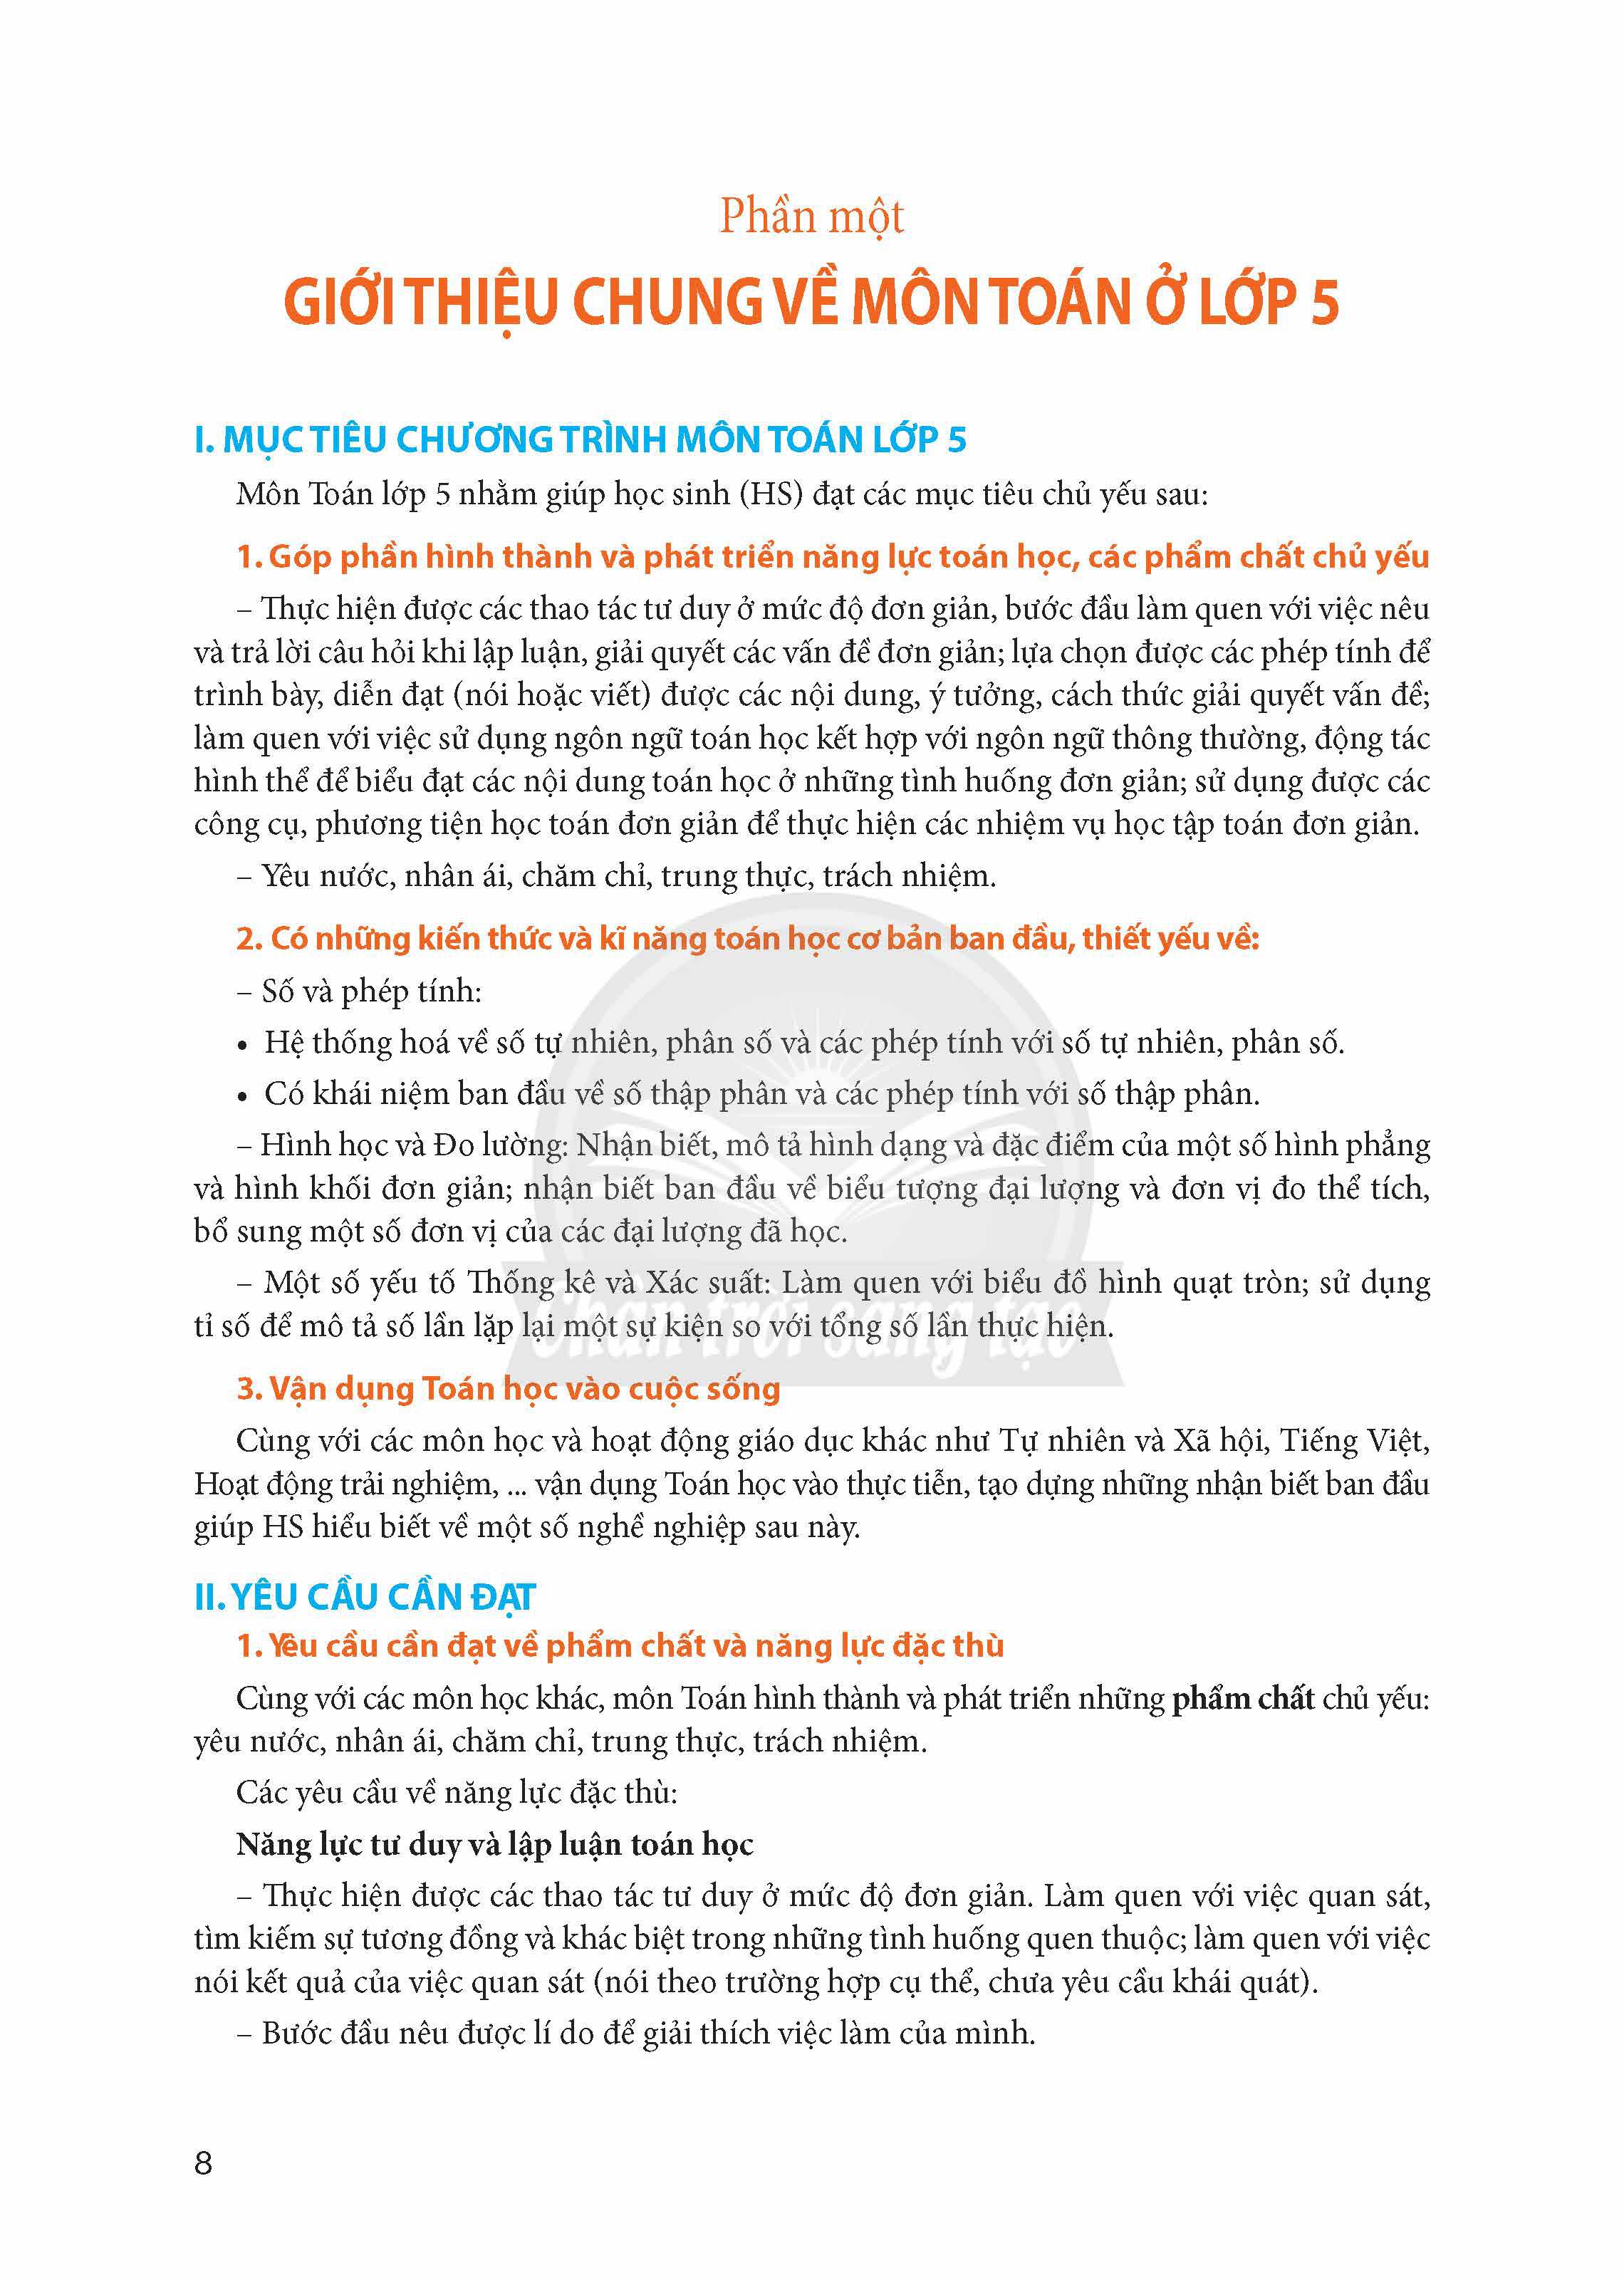 Phần một
GIỚI THIỆU CHUNG VỀ MÔN TOÁN Ở LỚP 5
I. MỤC TIÊU CHƯƠNG TRÌNH MÔN TOÁN LỚP 5
Môn Toán lớp 5 nhằm giúp học sinh (HS) đạt các mục tiêu chủ yếu sau:
1. Góp phần hình thành và phát triển năng lực toán học, các phẩm chất chủ yếu
– Thực hiện được các thao tác tư duy ở mức độ đơn giản, bước đầu làm quen với việc nêu
và trả lời câu hỏi khi lập luận, giải quyết các vấn đề đơn giản; lựa chọn được các phép tính để
trình bày, diễn đạt (nói hoặc viết) được các nội dung, ý tưởng, cách thức giải quyết vấn đề;
làm quen với việc sử dụng ngôn ngữ toán học kết hợp với ngôn ngữ thông thường, động tác
hình thể để biểu đạt các nội dung toán học ở những tình huống đơn giản; sử dụng được các
công cụ, phương tiện học toán đơn giản để thực hiện các nhiệm vụ học tập toán đơn giản.
– Yêu nước, nhân ái, chăm chỉ, trung thực, trách nhiệm.
2. Có những kiến thức và kĩ năng toán học cơ bản ban đầu, thiết yếu về:
– Số và phép tính:
• Hệ thống hoá về số tự nhiên, phân số và các phép tính với số tự nhiên, phân số.
• Có khái niệm ban đầu về số thập phân và các phép tính với số thập phân.
– Hình học và Đo lường: Nhận biết, mô tả hình dạng và đặc điểm của một số hình phẳng
và hình khối đơn giản; nhận biết ban đầu về biểu tượng đại lượng và đơn vị đo thể tích,
bổ sung một số đơn vị của các đại lượng đã học.
– Một số yếu tố Thống kê và Xác suất: Làm quen với biểu đồ hình quạt tròn; sử dụng
tỉ số để mô tả số lần lặp lại một sự kiện so với tổng số lần thực hiện.
Chân trời sáng tạo
3. Vận dụng Toán học vào cuộc sống
Cùng với các môn học và hoạt động giáo dục khác như Tự nhiên và Xã hội, Tiếng Việt,
Hoạt động trải nghiệm, ... vận dụng Toán học vào thực tiễn, tạo dựng những nhận biết ban đầu
giúp HS hiểu biết về một số nghề nghiệp sau này.
II. YÊU CẦU CẦN ĐẠT
1. Yêu cầu cần đạt về phẩm chất và năng lực đặc thù
Cùng với các môn học khác, môn Toán hình thành và phát triển những phẩm chất chủ yếu:
yêu nước, nhân ái, chăm chỉ, trung thực, trách nhiệm.
Các yêu cầu về năng lực đặc thù:
Năng lực tư duy và lập luận toán học
– Thực hiện được các thao tác tư duy ở mức độ đơn giản. Làm quen với việc quan sát,
tìm kiếm sự tương đồng và khác biệt trong những tình huống quen thuộc; làm quen với việc
nói kết quả của việc quan sát (nói theo trường hợp cụ thể, chưa yêu cầu khái quát).
– Bước đầu nêu được lí do để giải thích việc làm của mình.
8